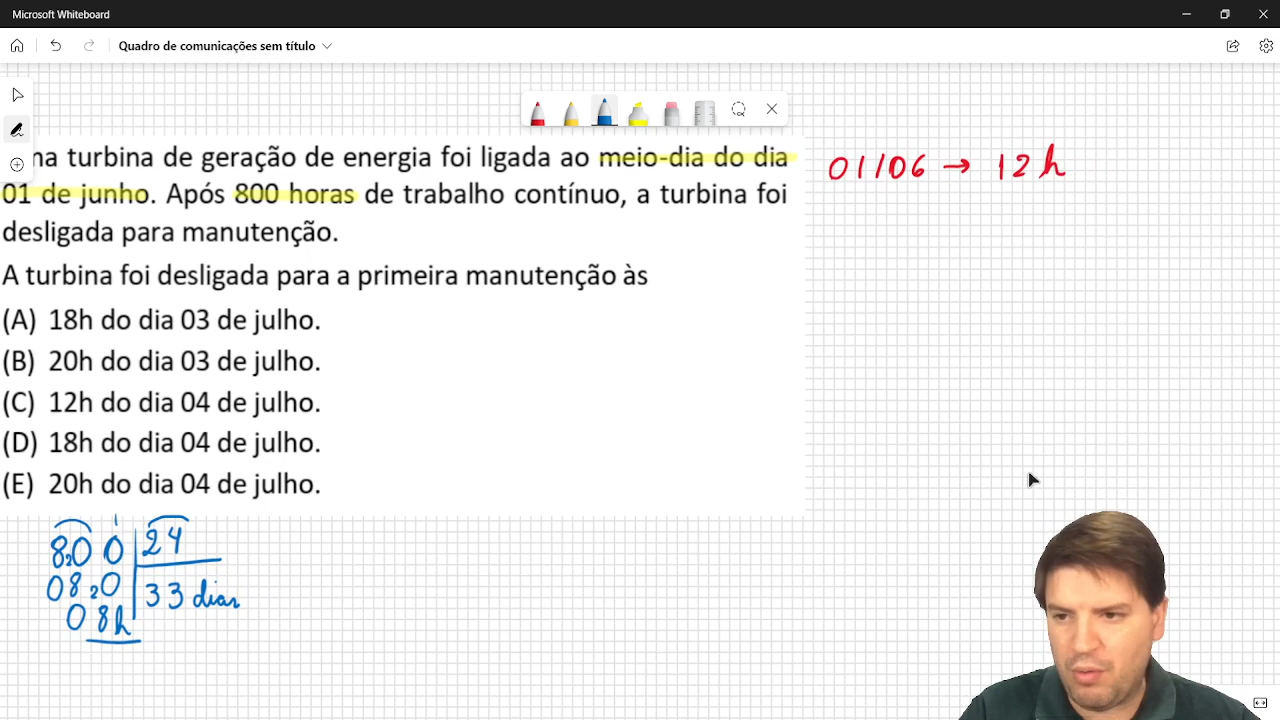 Microsoft Whiteboard
Quadro de comunicações sem título
na turbina de geração de energia foi ligada ao meio-dia do dia
01 de junho. Após 800 horas de trabalho contínuo, a turbina foi
desligada para manutenção.
A turbina foi desligada para a primeira manutenção às
(A) 18h do dia 03 de julho.
(B) 20h do dia 03 de julho.
(C) 12h do dia 04 de julho.
(D) 18h do dia 04 de julho.
(E) 20h do dia 04 de julho.
01/06 → 12h
8₂0 0 24
08₂0 33 dias
08h